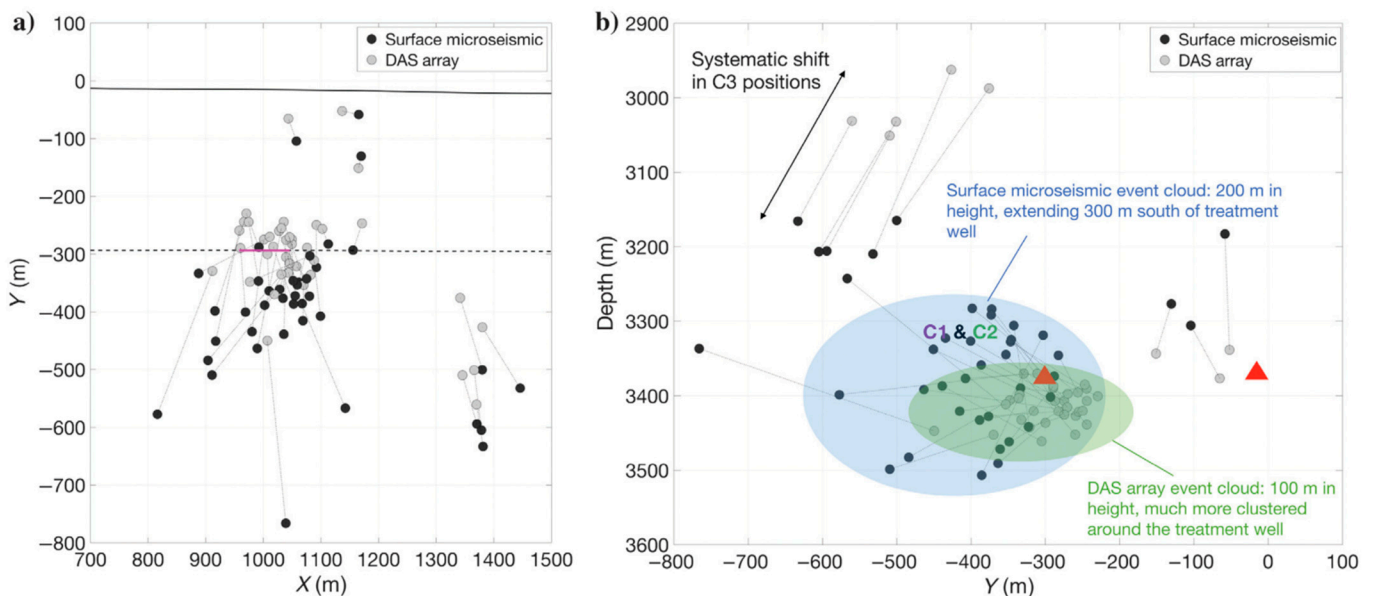 a)
100
0
−100
−200
−300
−400
−500
−600
−700
−800
Y (m)
700 800 900 1000 1100 1200 1300 1400 1500
X (m)
Surface microseismic
DAS array
b)
2900
3000
3100
3200
3300
3400
3500
3600
Depth (m)
−800 −700 −600 −500 −400 −300 −200 −100 0 100
Y (m)
Surface microseismic
DAS array
Systematic shift
in C3 positions
Surface microseismic event cloud: 200 m in
height, extending 300 m south of treatment
well
C1 & C2
DAS array event cloud: 100 m in
height, much more clustered
around the treatment well